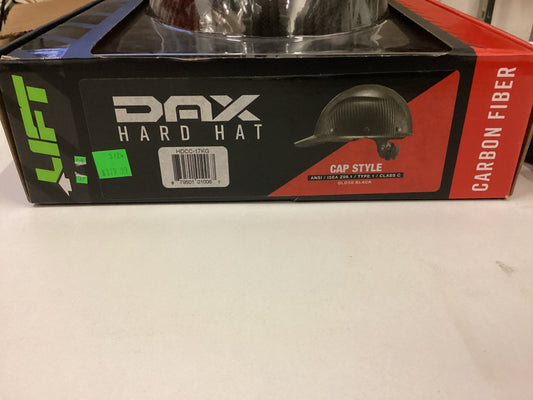 LIFT
DAX
HARD HAT
HDCC-17KG
CAP STYLE
ANSI / ISEA Z89.1 / TYPE 1 / CLASS C
GLOSS BLACK
CARBON FIBER